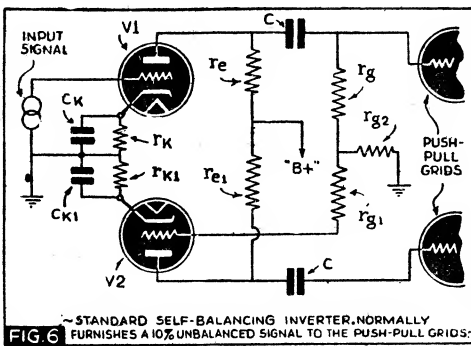 INPUT
SIGNAL
V1
C
re
rg
rg2
CK
rK
rK1
CK1
"B+"
re1
rg1
PUSH-
PULL
GRIDS
V2
C
~STANDARD SELF-BALANCING INVERTER, NORMALLY
FIG.6 FURNISHES A 10% UNBALANCED SIGNAL TO THE PUSH-PULL GRIDS~